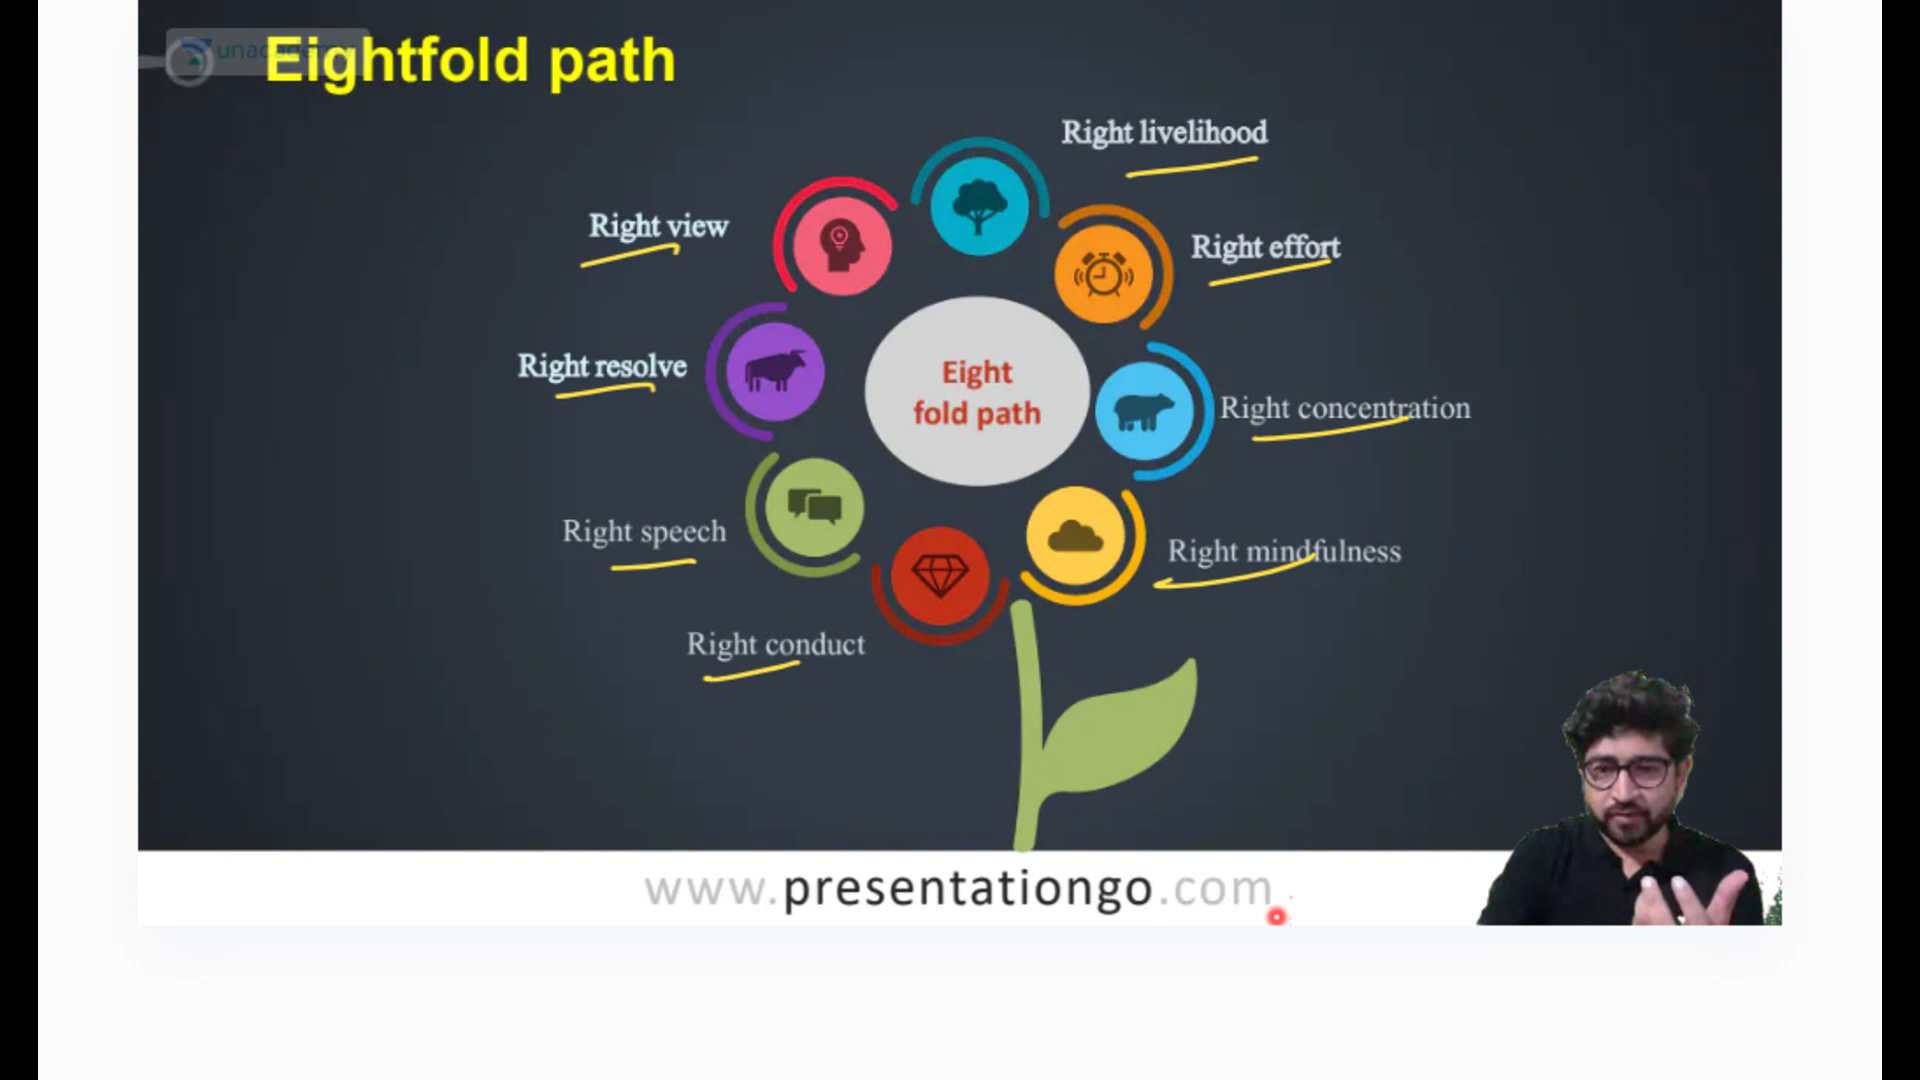 unacademy
Eightfold path
Right livelihood
Right view
Right effort
Right resolve
Eight
fold path
Right concentration
Right speech
Right mindfulness
Right conduct
www.presentationgo.com